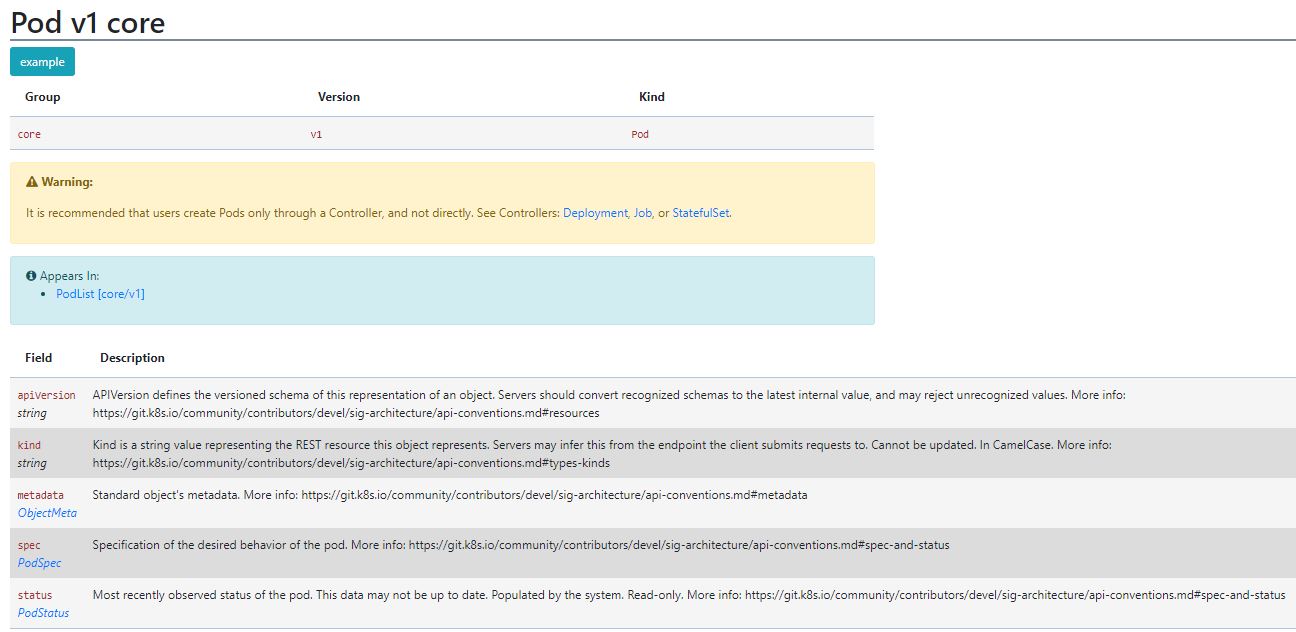 Pod v1 core
example
Group Version Kind
core v1 Pod
Warning:
It is recommended that users create Pods only through a Controller, and not directly. See Controllers: Deployment, Job, or StatefulSet.
Appears In:
• PodList [core/v1]
Field Description
apiVersion APIVersion defines the versioned schema of this representation of an object. Servers should convert recognized schemas to the latest internal value, and may reject unrecognized values. More info:
string https://git.k8s.io/community/contributors/devel/sig-architecture/api-conventions.md#resources
kind Kind is a string value representing the REST resource this object represents. Servers may infer this from the endpoint the client submits requests to. Cannot be updated. In CamelCase. More info:
string https://git.k8s.io/community/contributors/devel/sig-architecture/api-conventions.md#types-kinds
metadata Standard object's metadata. More info: https://git.k8s.io/community/contributors/devel/sig-architecture/api-conventions.md#metadata
ObjectMeta
spec Specification of the desired behavior of the pod. More info: https://git.k8s.io/community/contributors/devel/sig-architecture/api-conventions.md#spec-and-status
PodSpec
status Most recently observed status of the pod. This data may not be up to date. Populated by the system. Read-only. More info: https://git.k8s.io/community/contributors/devel/sig-architecture/api-conventions.md#spec-and-status
PodStatus